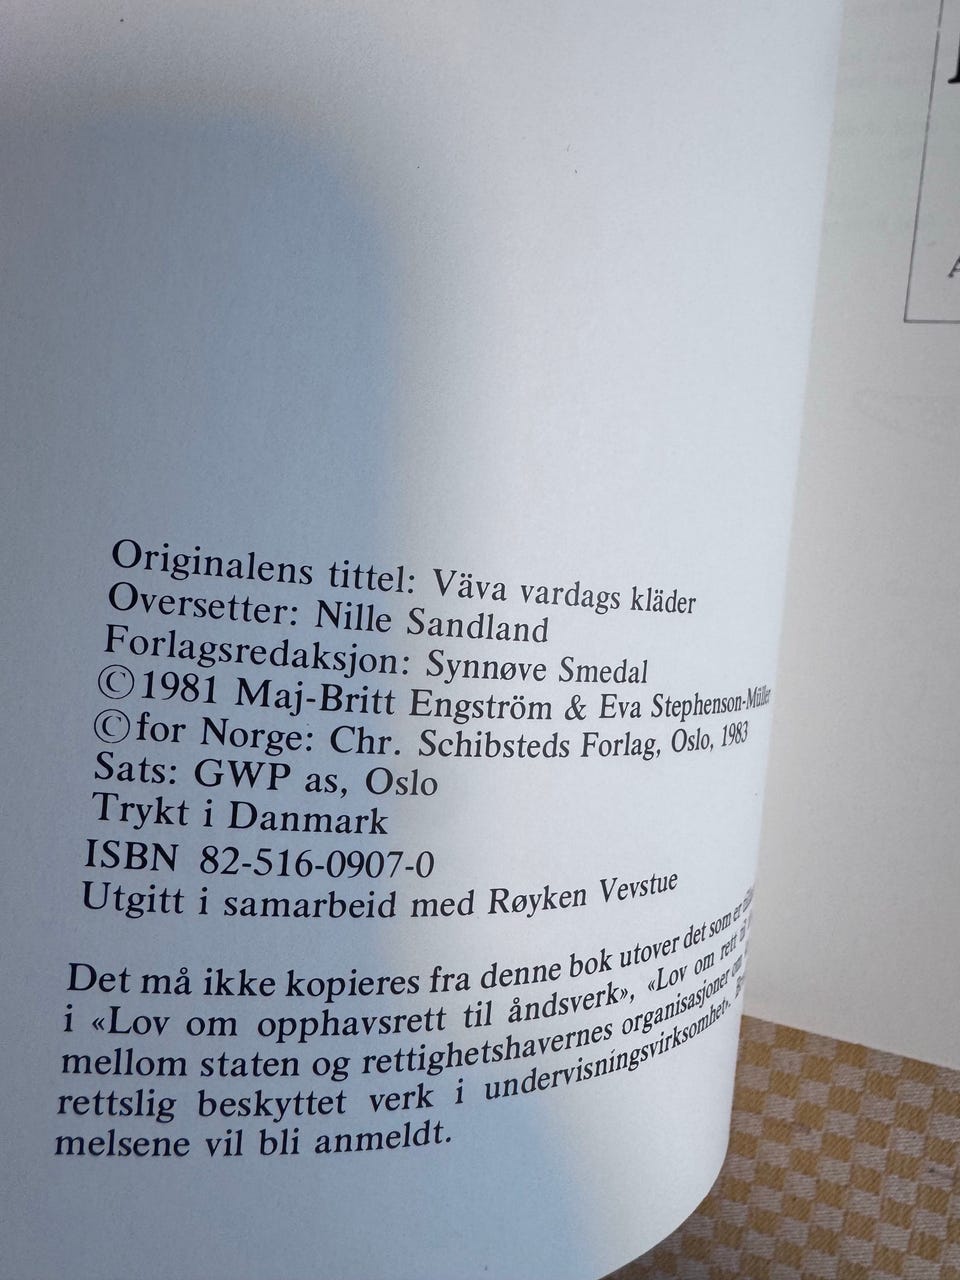 Originalens tittel: Väva vardags kläder
Oversetter: Nille Sandland
Forlagsredaksjon: Synnøve Smedal
©1981 Maj-Britt Engström & Eva Stephenson-Müller
©for Norge: Chr. Schibsteds Forlag, Oslo, 1983
Sats: GWP as, Oslo
Trykt i Danmark
ISBN 82-516-0907-0
Utgitt i samarbeid med Røyken Vevstue
Det må ikke kopieres fra denne bok utover det som er
i «Lov om opphavsrett til åndsverk», «Lov om rett til
mellom staten og rettighetshavernes organisasjoner om
rettslig beskyttet verk i undervisningsvirksomhet».
melsene vil bli anmeldt.